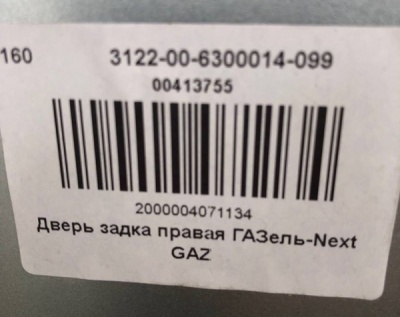 160 3122-00-6300014-099
00413755
2000004071134
Дверь задка правая ГАЗель-Next
GAZ